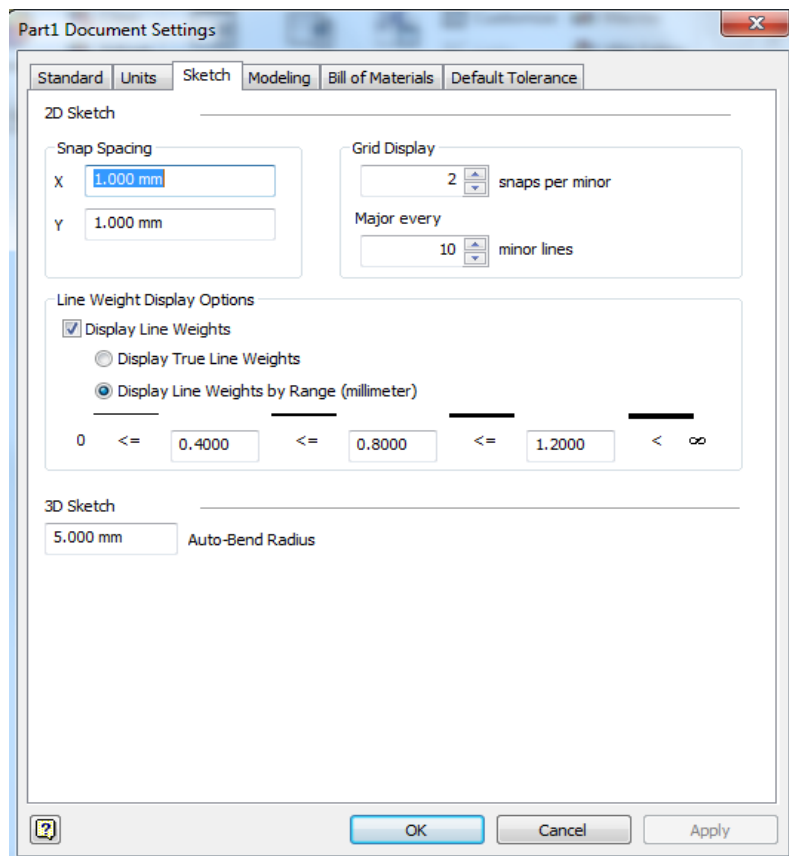 Part1 Document Settings
Standard Units Sketch Modeling Bill of Materials Default Tolerance
2D Sketch
Snap Spacing
X 1.000 mm
Y 1.000 mm
Grid Display
2 snaps per minor
Major every
10 minor lines
Line Weight Display Options
Display Line Weights
Display True Line Weights
Display Line Weights by Range (millimeter)
0 <= 0.4000 <= 0.8000 <= 1.2000 < ∞
3D Sketch
5.000 mm Auto-Bend Radius
OK Cancel Apply